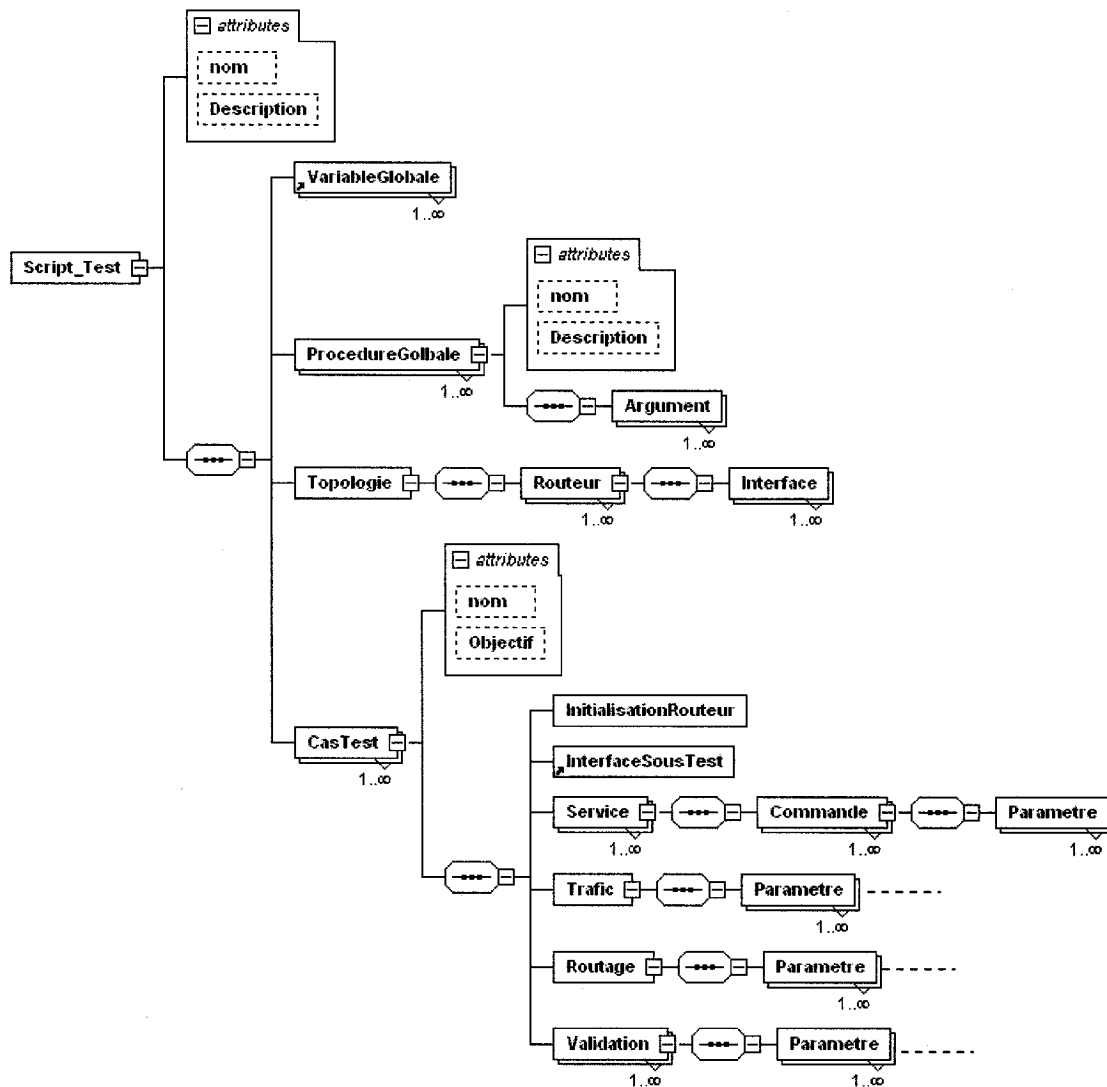 attributes
nom
Description
VariableGlobale
1..∞
Script_Test
attributes
nom
Description
ProcedureGolbale
1..∞
Argument
1..∞
Topologie
Routeur
1..∞
Interface
1..∞
attributes
nom
Objectif
CasTest
1..∞
InitialisationRouteur
InterfaceSousTest
Service
1..∞
Commande
1..∞
Parametre
1..∞
Trafic
Parametre
1..∞
Routage
Parametre
1..∞
Validation
1..∞
Parametre
1..∞